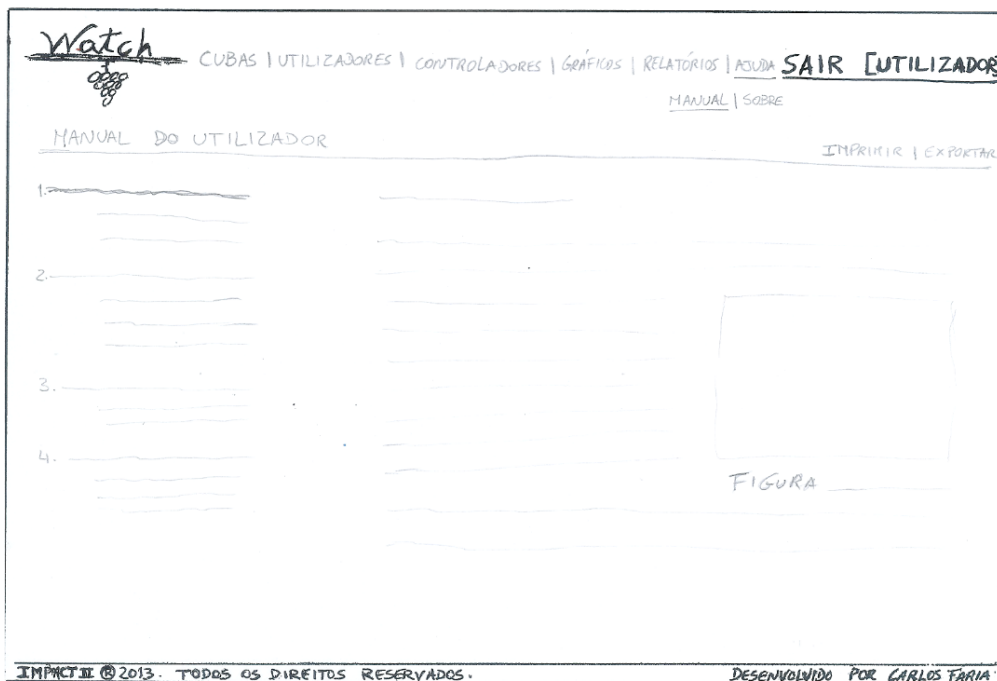 Watch
CUBAS | UTILIZADORES | CONTROLADORES | GRÁFICOS | RELATÓRIOS | AJUDA SAIR [UTILIZADOR]
MANUAL | SOBRE
MANUAL DO UTILIZADOR
IMPRIMIR | EXPORTAR
1.
2.
3.
4.
FIGURA
IMPACT II ® 2013. TODOS OS DIREITOS RESERVADOS. DESENVOLVIDO POR CARLOS FARIA